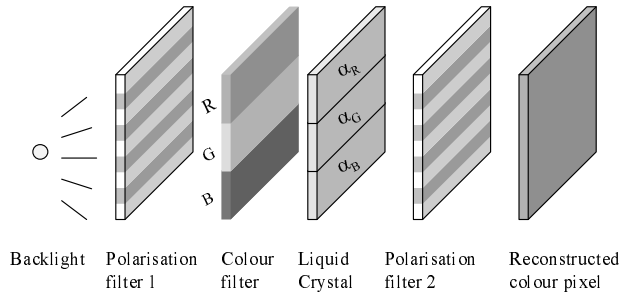 R
G
B
αR
αG
αB
Backlight
Polarisation
filter 1
Colour
filter
Liquid
Crystal
Polarisation
filter 2
Reconstructed
colour pixel